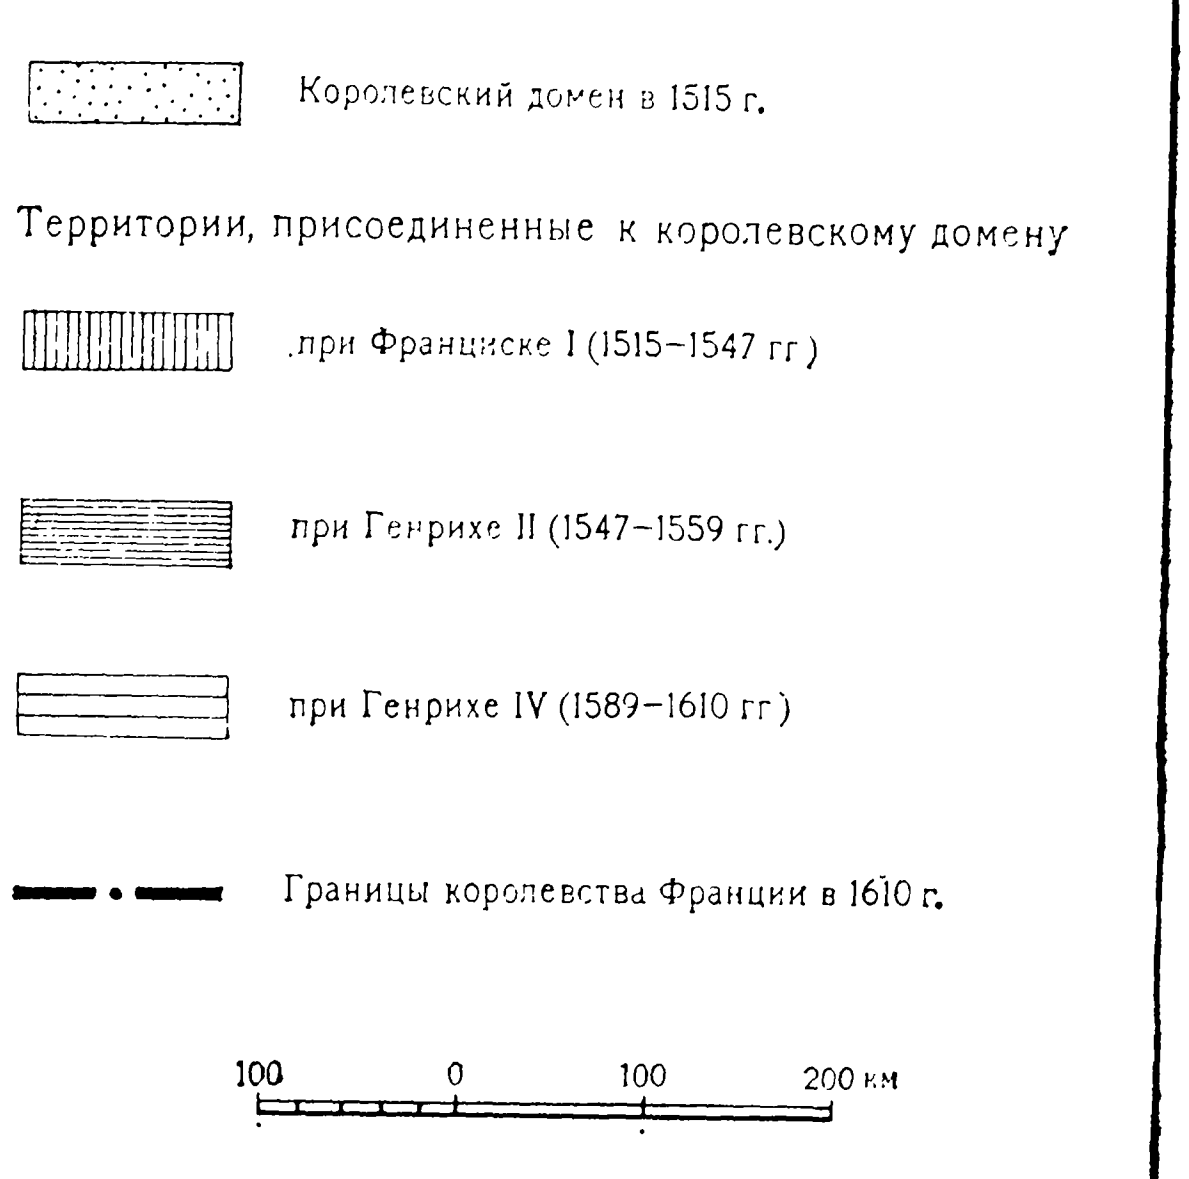 Королевский домен в 1515 г.
Территории, присоединенные к королевскому домену
при Франциске I (1515–1547 гг)
при Генрихе II (1547–1559 гг.)
при Генрихе IV (1589–1610 гг)
Границы королевства Франции в 1610 г.
100 0 100 200 км